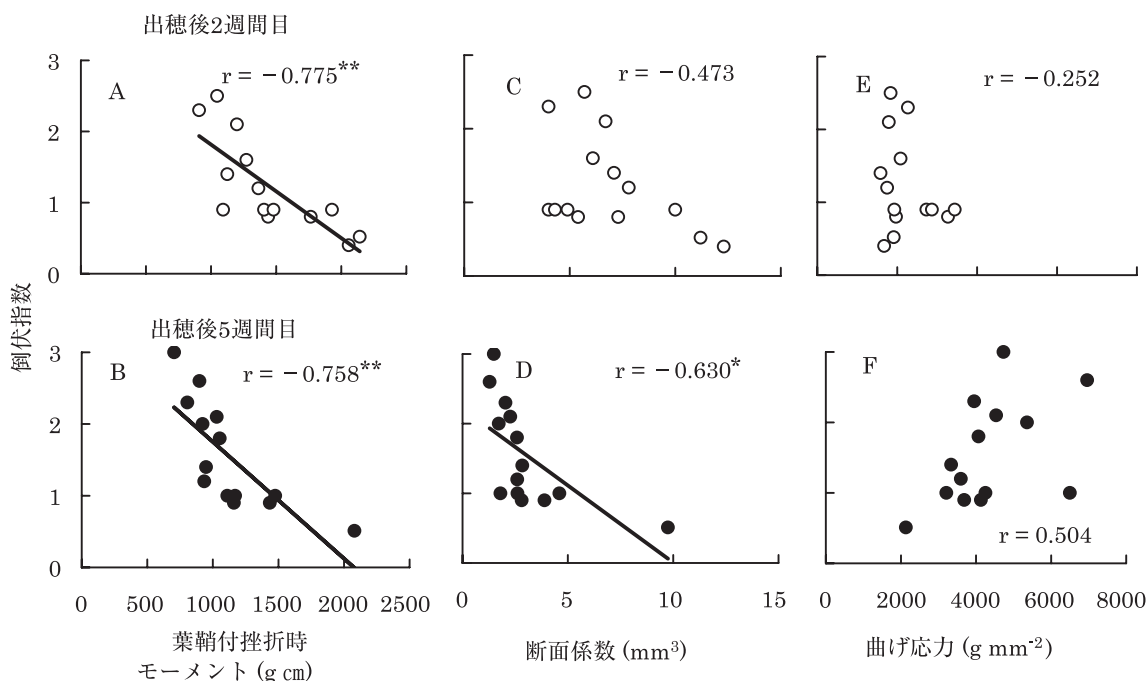 出穂後2週間目
3
2
1
0
A
r = －0.775**
C
r = －0.473
E
r = －0.252
倒伏指数
出穂後5週間目
3
2
1
0
B
r = －0.758**
D
r = －0.630*
F
r = 0.504
0 500 1000 1500 2000 2500
0 5 10 15
0 2000 4000 6000 8000
葉鞘付挫折時
モーメント (g cm)
断面係数 (mm³)
曲げ応力 (g mm⁻²)